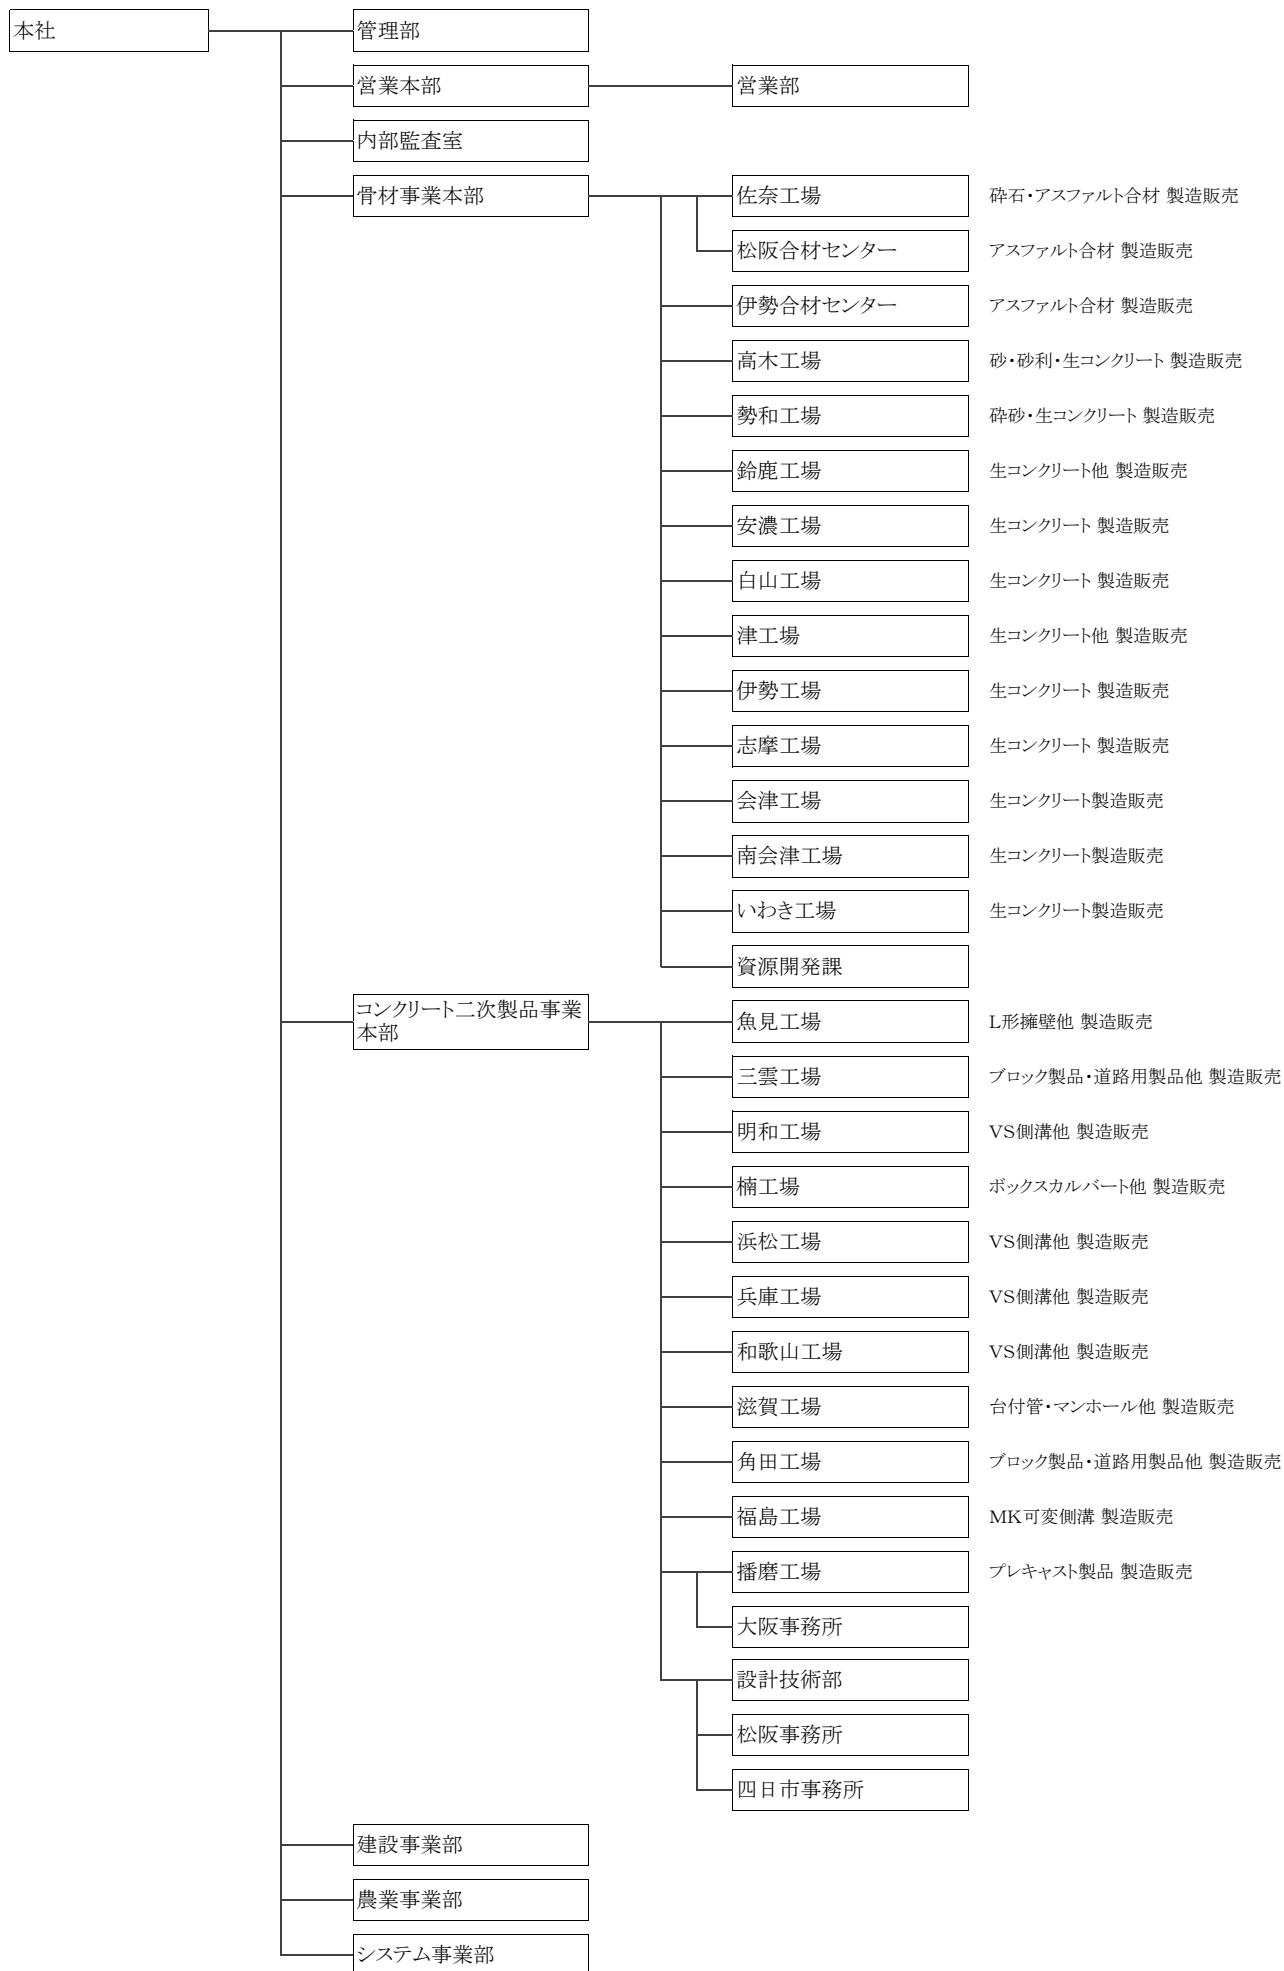 本社
管理部
営業本部
営業部
内部監査室
骨材事業本部
佐奈工場
砕石・アスファルト合材 製造販売
松阪合材センター
アスファルト合材 製造販売
伊勢合材センター
アスファルト合材 製造販売
高木工場
砂・砂利・生コンクリート 製造販売
勢和工場
砕砂・生コンクリート 製造販売
鈴鹿工場
生コンクリート他 製造販売
安濃工場
生コンクリート 製造販売
白山工場
生コンクリート 製造販売
津工場
生コンクリート他 製造販売
伊勢工場
生コンクリート 製造販売
志摩工場
生コンクリート 製造販売
会津工場
生コンクリート製造販売
南会津工場
生コンクリート製造販売
いわき工場
生コンクリート製造販売
資源開発課
コンクリート二次製品事業
本部
魚見工場
L形擁壁他 製造販売
三雲工場
ブロック製品・道路用製品他 製造販売
明和工場
VS側溝他 製造販売
楠工場
ボックスカルバート他 製造販売
浜松工場
VS側溝他 製造販売
兵庫工場
VS側溝他 製造販売
和歌山工場
VS側溝他 製造販売
滋賀工場
台付管・マンホール他 製造販売
角田工場
ブロック製品・道路用製品他 製造販売
福島工場
MK可変側溝 製造販売
播磨工場
プレキャスト製品 製造販売
大阪事務所
設計技術部
松阪事務所
四日市事務所
建設事業部
農業事業部
システム事業部